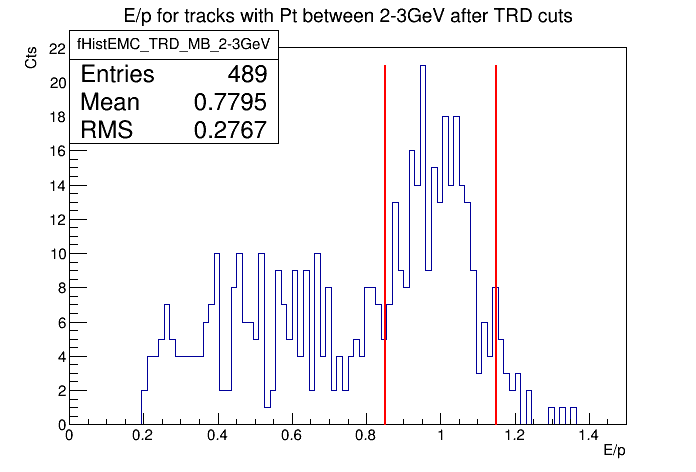 E/p for tracks with Pt between 2-3GeV after TRD cuts
fHistEMC_TRD_MB_2-3GeV
Entries 489
Mean 0.7795
RMS 0.2767
Cts
22
20
18
16
14
12
10
8
6
4
2
0
0 0.2 0.4 0.6 0.8 1 1.2 1.4
E/p